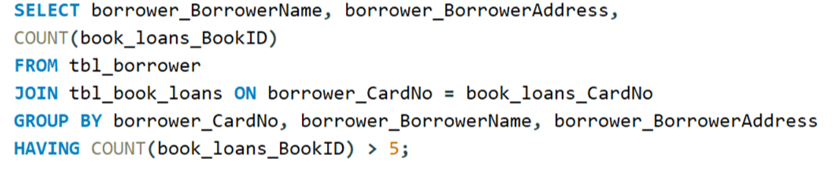 SELECT borrower_BorrowerName, borrower_BorrowerAddress,
COUNT(book_loans_BookID)
FROM tbl_borrower
JOIN tbl_book_loans ON borrower_CardNo = book_loans_CardNo
GROUP BY borrower_CardNo, borrower_BorrowerName, borrower_BorrowerAddress
HAVING COUNT(book_loans_BookID) > 5;